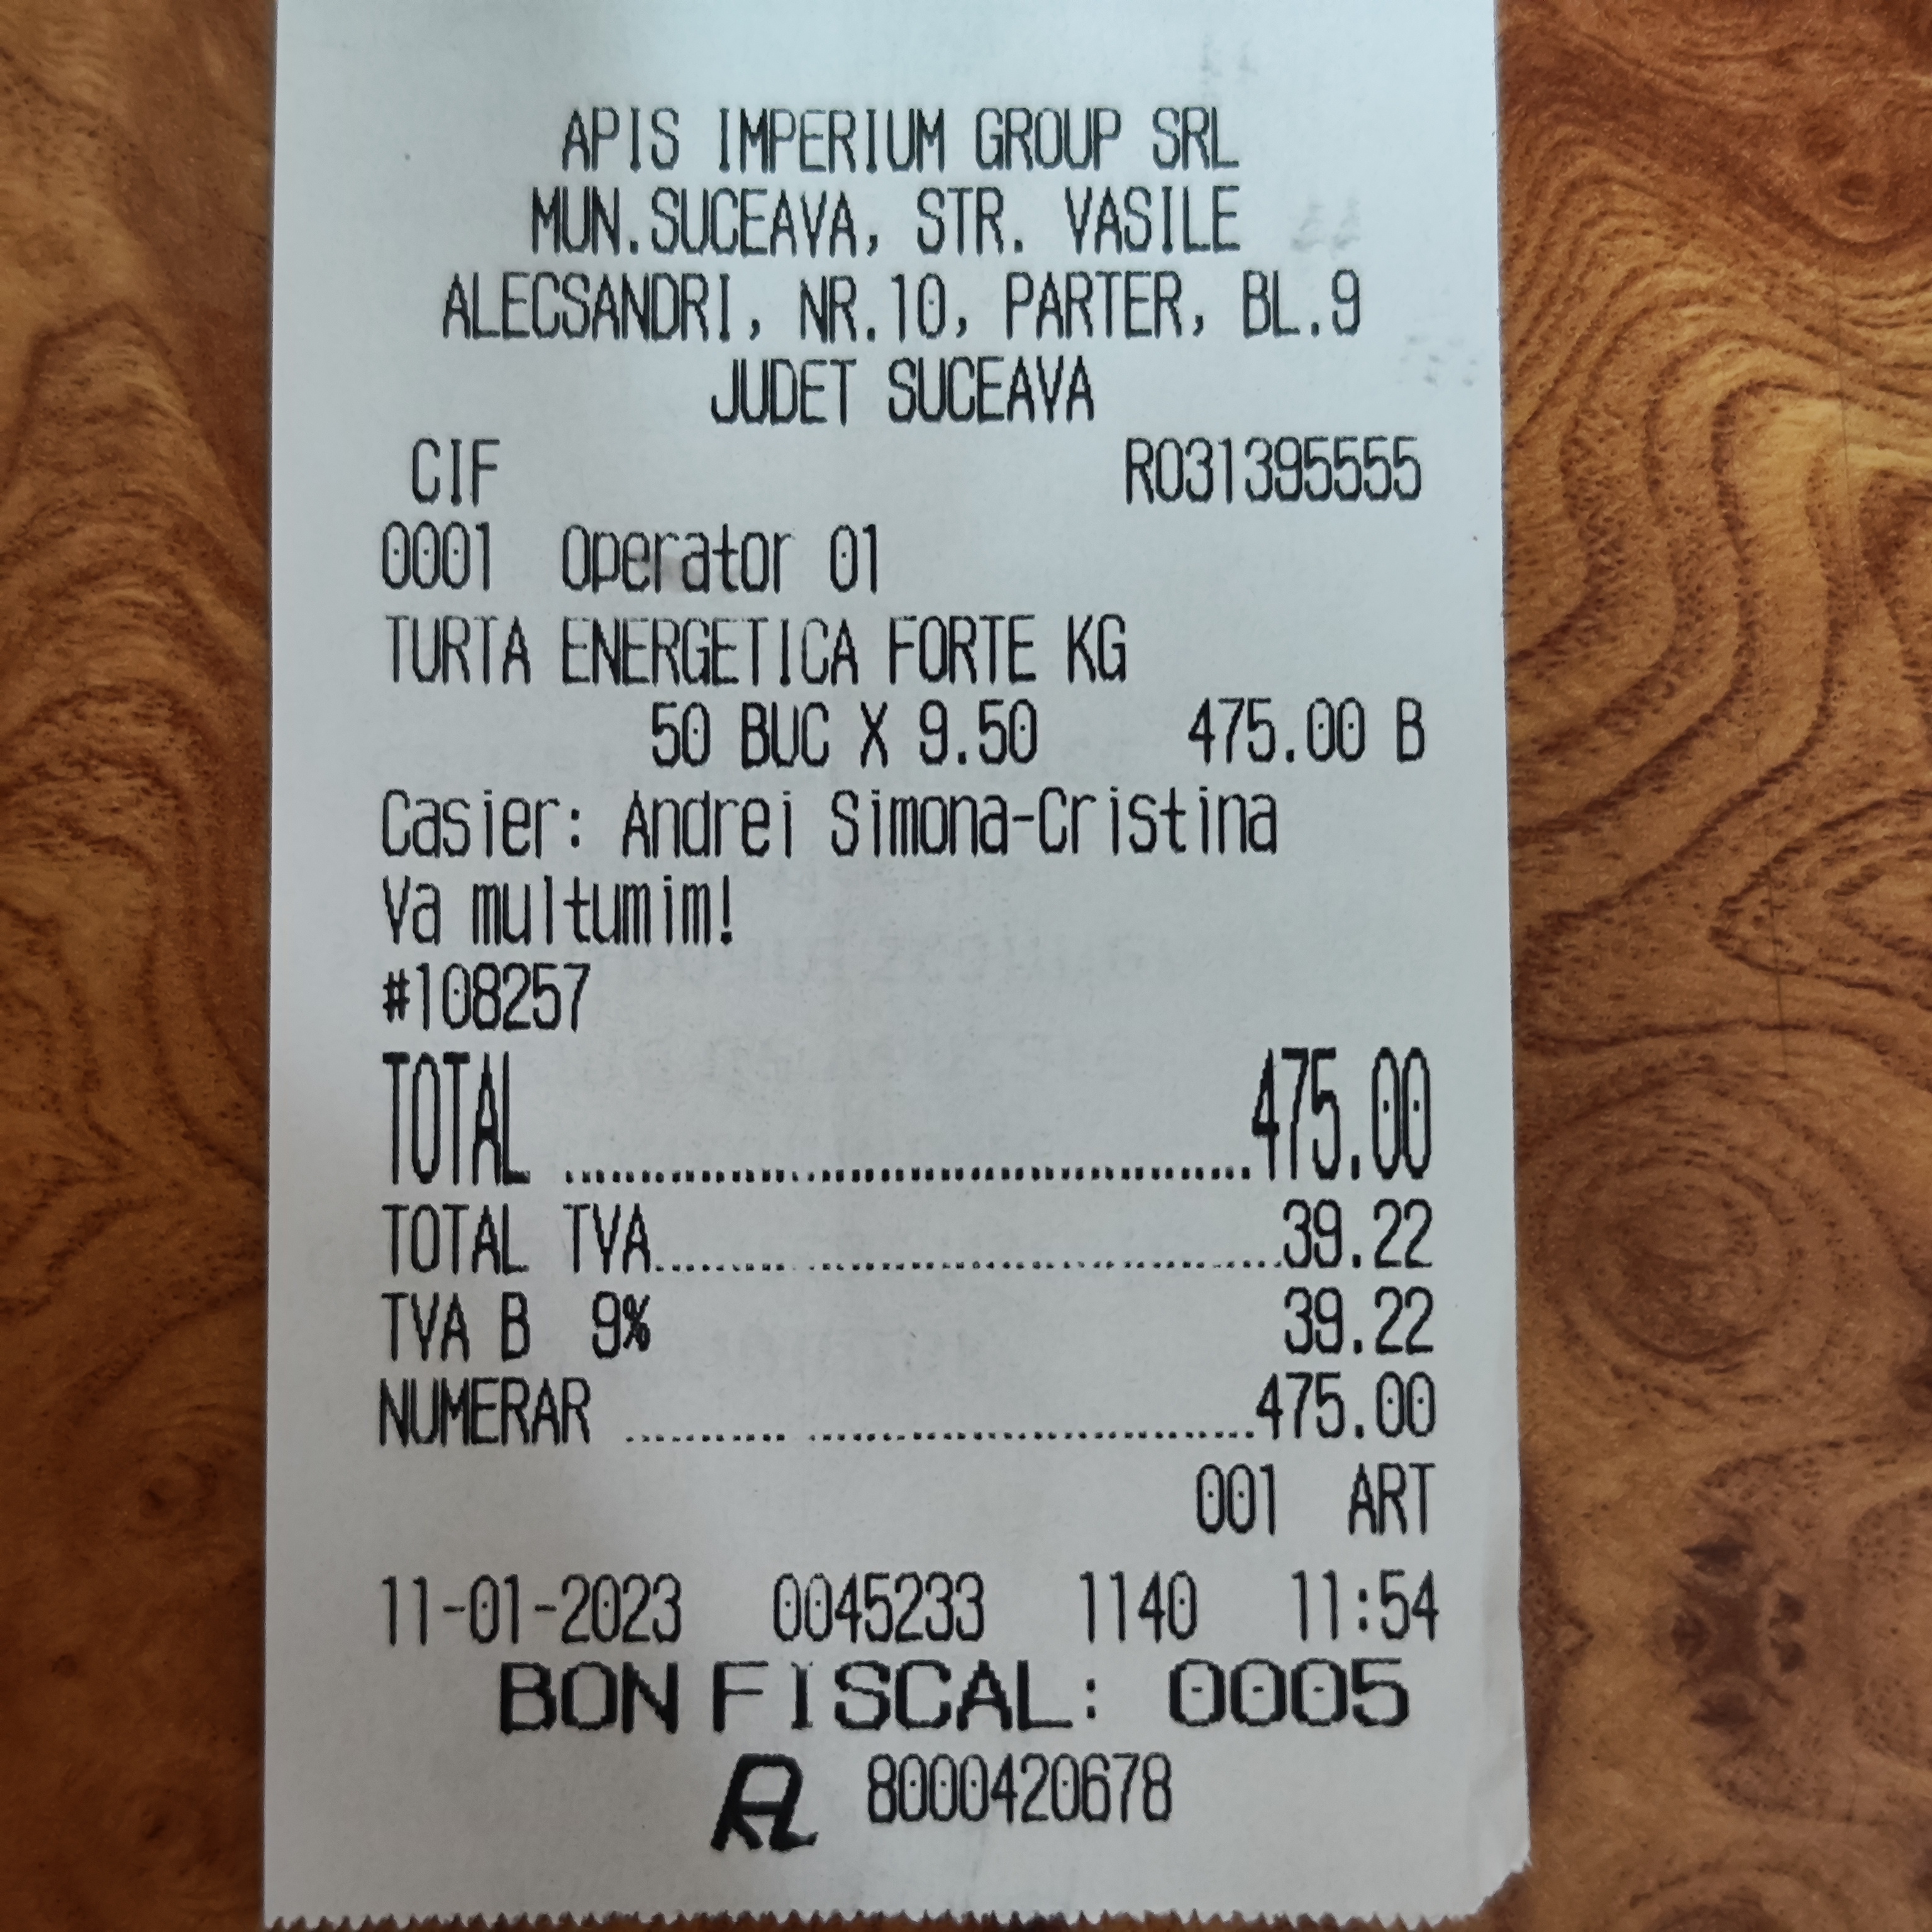 APIS IMPERIUM GROUP SRL
MUN.SUCEAVA, STR. VASILE
ALECSANDRI, NR.10, PARTER, BL.9
JUDET SUCEAVA
CIF RO31395555
0001 Operator 01
TURTA ENERGETICA FORTE KG
50 BUC X 9.50 475.00 B
Casier: Andrei Simona-Cristina
Va multumim!
#108257
TOTAL ........................................475.00
TOTAL TVA........................................39.22
TVA B 9% 39.22
NUMERAR ........................................475.00
001 ART
11-01-2023 0045233 1140 11:54
BON FISCAL: 0005
8000420678